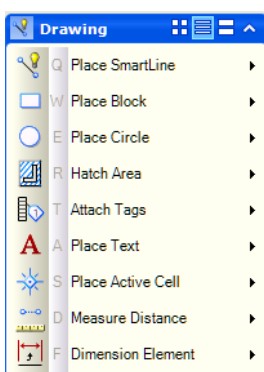 Drawing
Q Place SmartLine
W Place Block
E Place Circle
R Hatch Area
T Attach Tags
A Place Text
S Place Active Cell
D Measure Distance
F Dimension Element